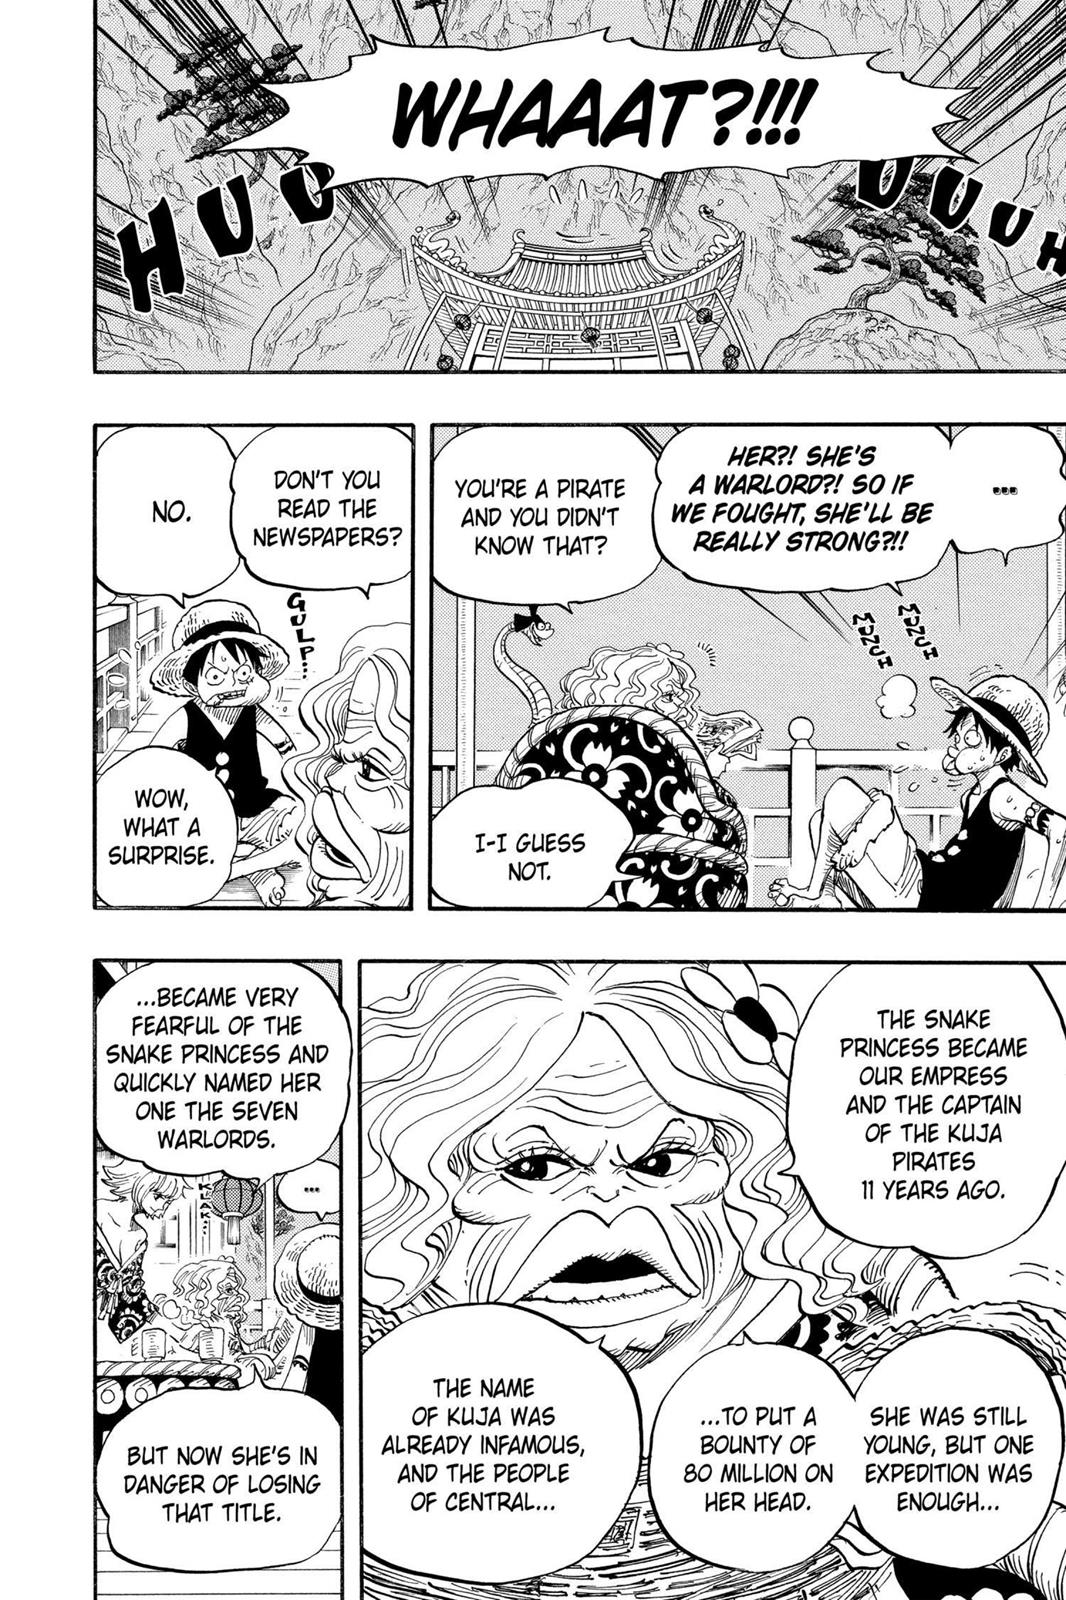 WHAAAT?!!!
HUU
UUUH
...
HER?! SHE'S
A WARLORD?! SO IF
WE FOUGHT, SHE'LL BE
REALLY STRONG?!!
MUNCH
MUNCH
YOU'RE A PIRATE
AND YOU DIDN'T
KNOW THAT?
I-I GUESS
NOT.
DON'T YOU
READ THE
NEWSPAPERS?
GULP...
NO.
WOW,
WHAT A
SURPRISE.
THE SNAKE
PRINCESS BECAME
OUR EMPRESS
AND THE CAPTAIN
OF THE KUJA
PIRATES
11 YEARS AGO.
SHE WAS STILL
YOUNG, BUT ONE
EXPEDITION WAS
ENOUGH...
...TO PUT A
BOUNTY OF
80 MILLION ON
HER HEAD.
THE NAME
OF KUJA WAS
ALREADY INFAMOUS,
AND THE PEOPLE
OF CENTRAL...
...BECAME VERY
FEARFUL OF THE
SNAKE PRINCESS AND
QUICKLY NAMED HER
ONE THE SEVEN
WARLORDS.
...
KLAK...
BUT NOW SHE'S IN
DANGER OF LOSING
THAT TITLE.